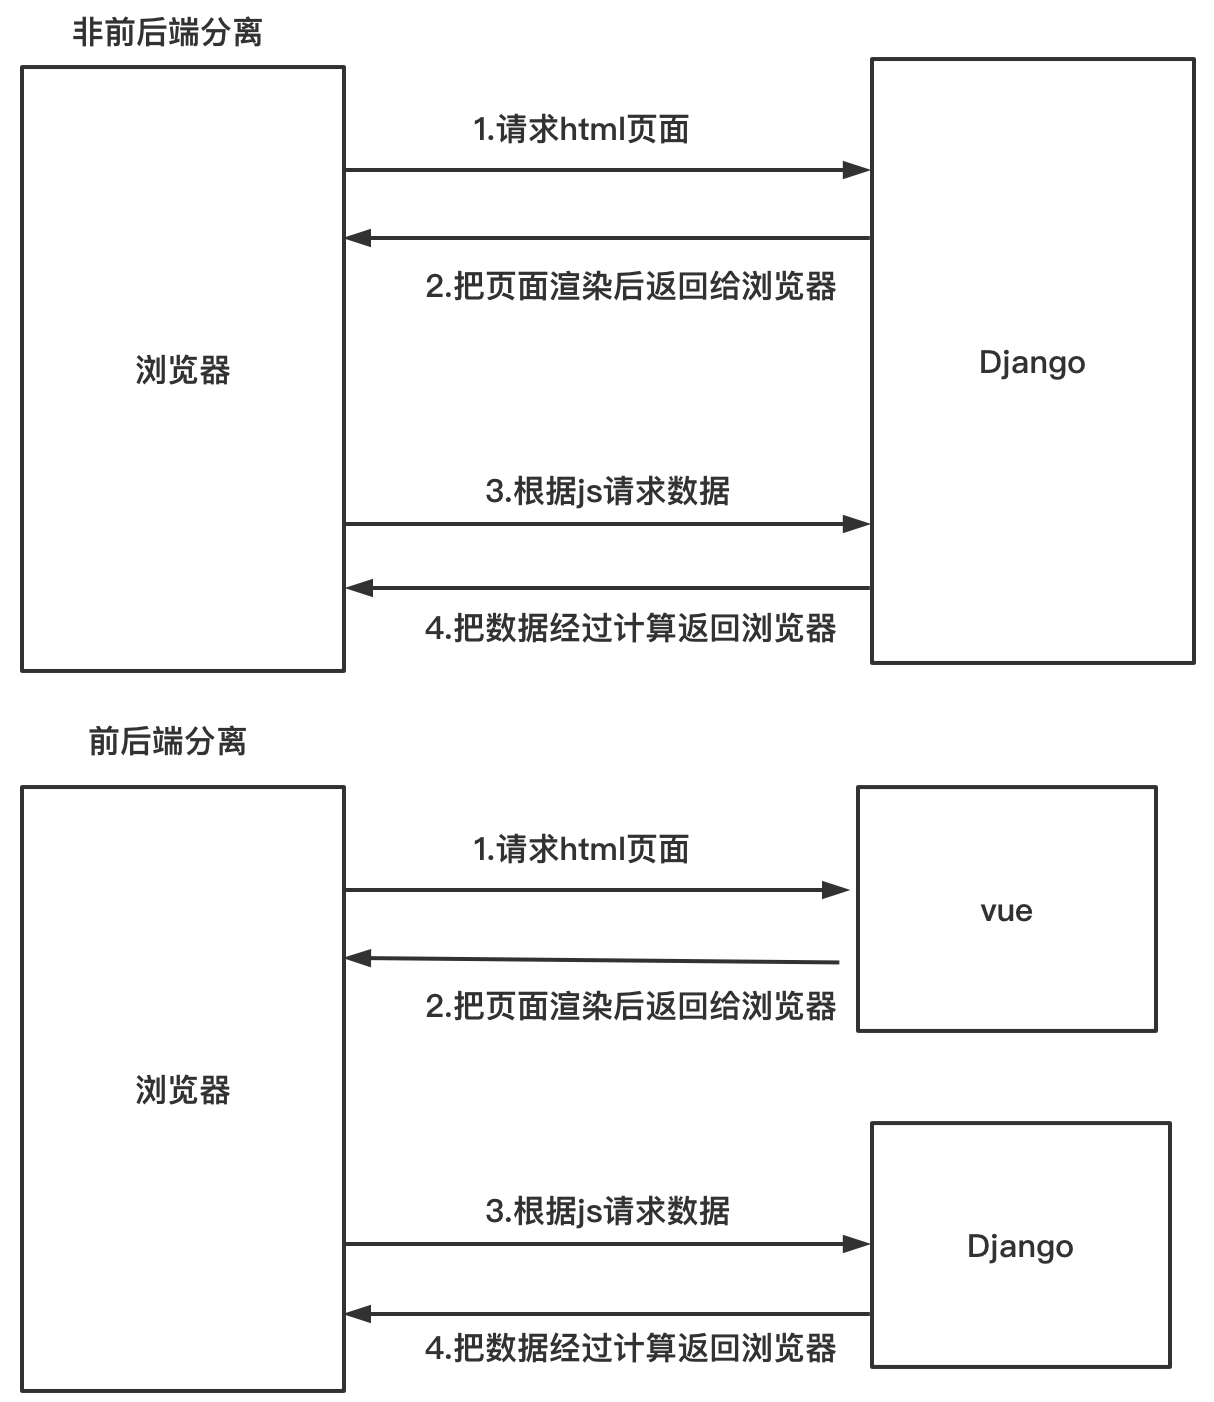 非前后端分离
1.请求html页面
2.把页面渲染后返回给浏览器
浏览器
Django
3.根据js请求数据
4.把数据经过计算返回浏览器
前后端分离
1.请求html页面
vue
2.把页面渲染后返回给浏览器
浏览器
3.根据js请求数据
Django
4.把数据经过计算返回浏览器